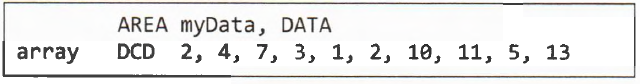 AREA myData, DATA
array DCD 2, 4, 7, 3, 1, 2, 10, 11, 5, 13